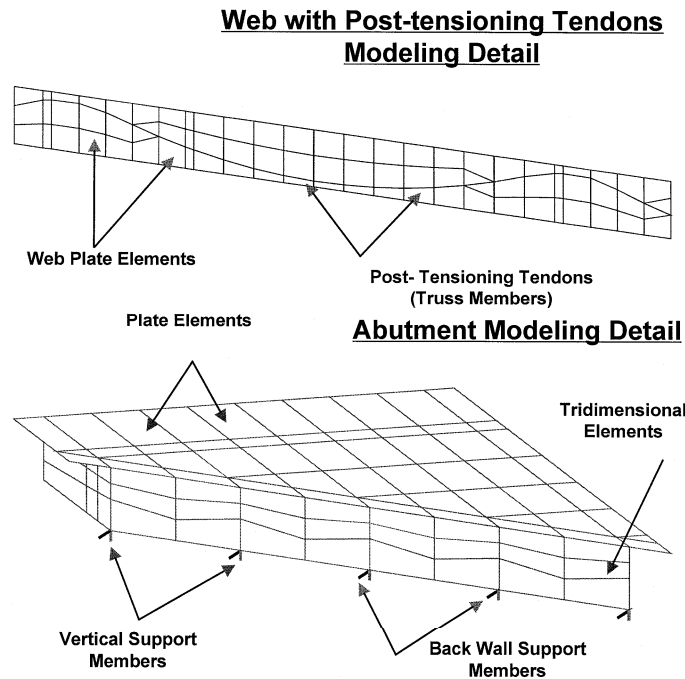 Web with Post-tensioning Tendons
Modeling Detail
Web Plate Elements
Post- Tensioning Tendons
(Truss Members)
Plate Elements
Abutment Modeling Detail
Tridimensional
Elements
Vertical Support
Members
Back Wall Support
Members